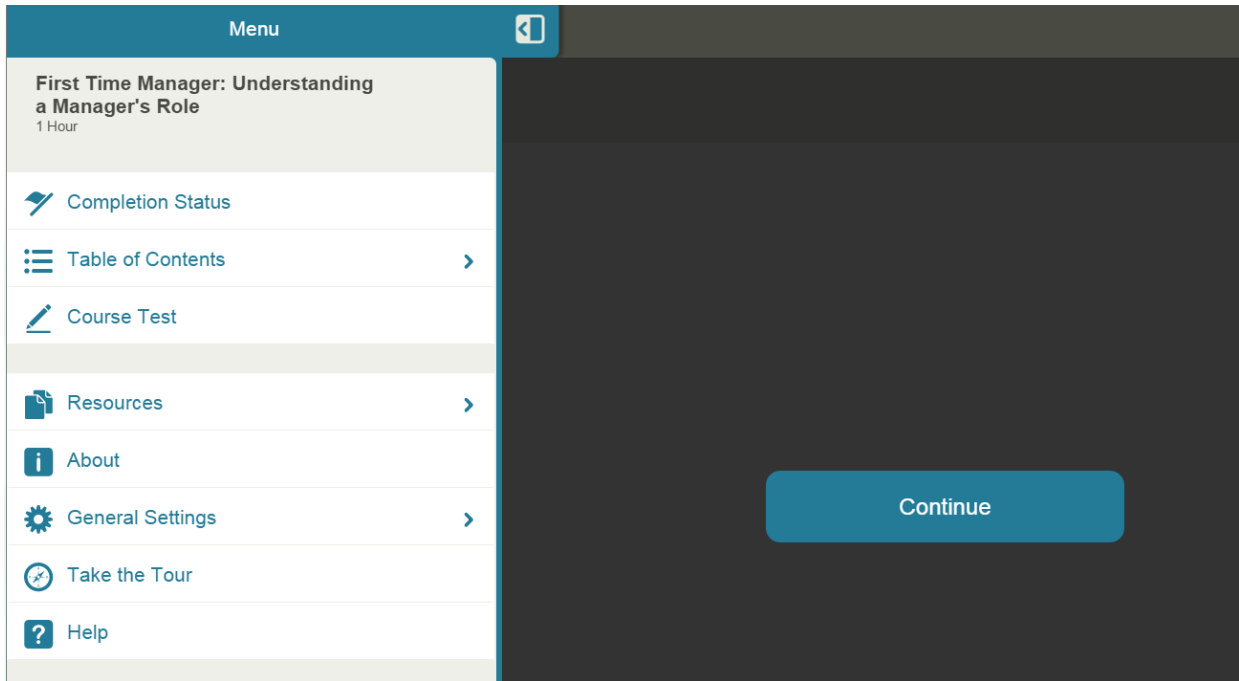 Menu
First Time Manager: Understanding
a Manager's Role
1 Hour
Completion Status
Table of Contents
Course Test
Resources
About
General Settings
Take the Tour
Help
Continue